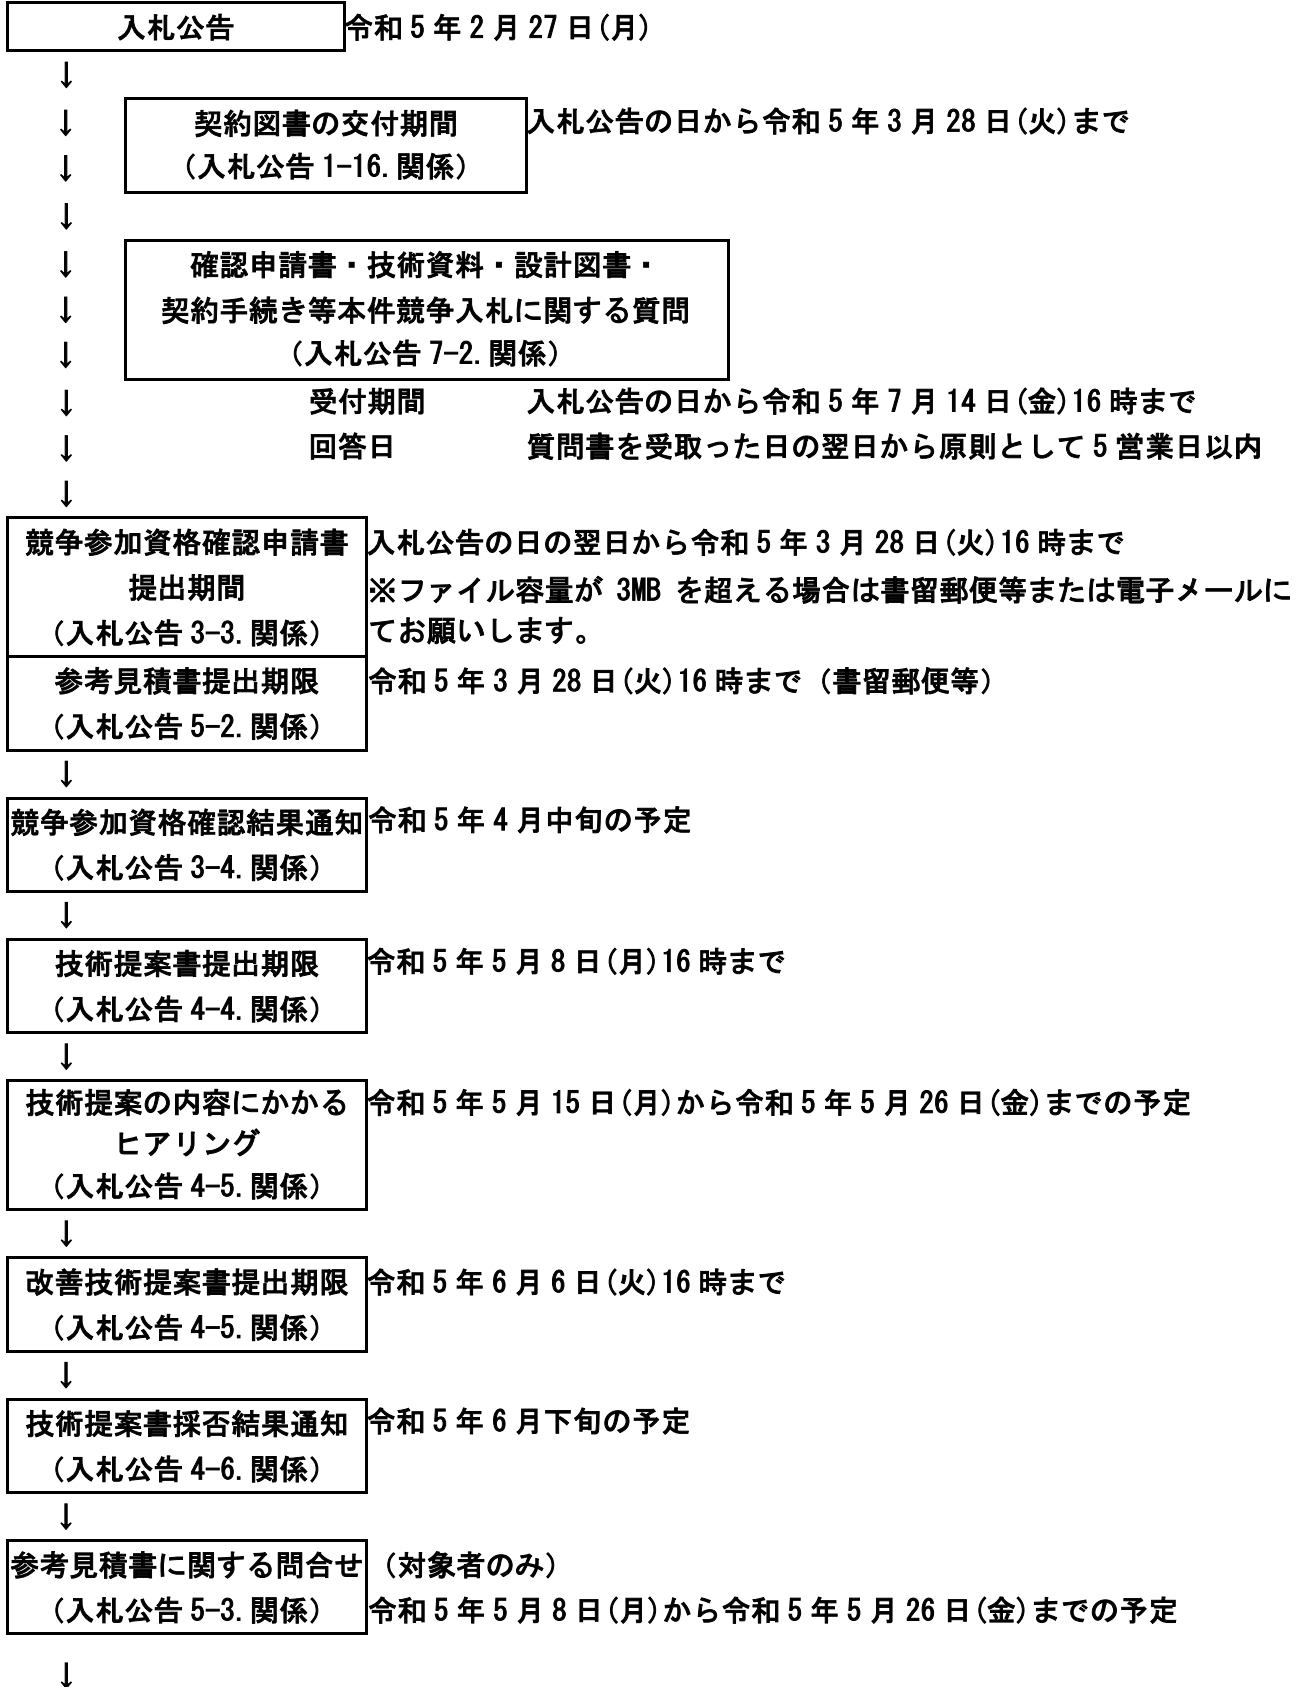 入札公告 令和5年2月27日(月)
↓
↓ 契約図書の交付期間 入札公告の日から令和5年3月28日(火)まで
↓ (入札公告1-16.関係)
↓
↓ 確認申請書・技術資料・設計図書・
↓ 契約手続き等本件競争入札に関する質問
↓ (入札公告7-2.関係)
↓ 受付期間 入札公告の日から令和5年7月14日(金)16時まで
↓ 回答日 質問書を受取った日の翌日から原則として5営業日以内
↓
競争参加資格確認申請書 入札公告の日の翌日から令和5年3月28日(火)16時まで
提出期間 ※ファイル容量が 3MB を超える場合は書留郵便等または電子メールに
(入札公告3-3.関係) てお願いします。
参考見積書提出期限 令和5年3月28日(火)16時まで(書留郵便等)
(入札公告5-2.関係)
↓
競争参加資格確認結果通知 令和5年4月中旬の予定
(入札公告3-4.関係)
↓
技術提案書提出期限 令和5年5月8日(月)16時まで
(入札公告4-4.関係)
↓
技術提案の内容にかかる 令和5年5月15日(月)から令和5年5月26日(金)までの予定
ヒアリング
(入札公告4-5.関係)
↓
改善技術提案書提出期限 令和5年6月6日(火)16時まで
(入札公告4-5.関係)
↓
技術提案書採否結果通知 令和5年6月下旬の予定
(入札公告4-6.関係)
↓
参考見積書に関する問合せ (対象者のみ)
(入札公告5-3.関係) 令和5年5月8日(月)から令和5年5月26日(金)までの予定
↓